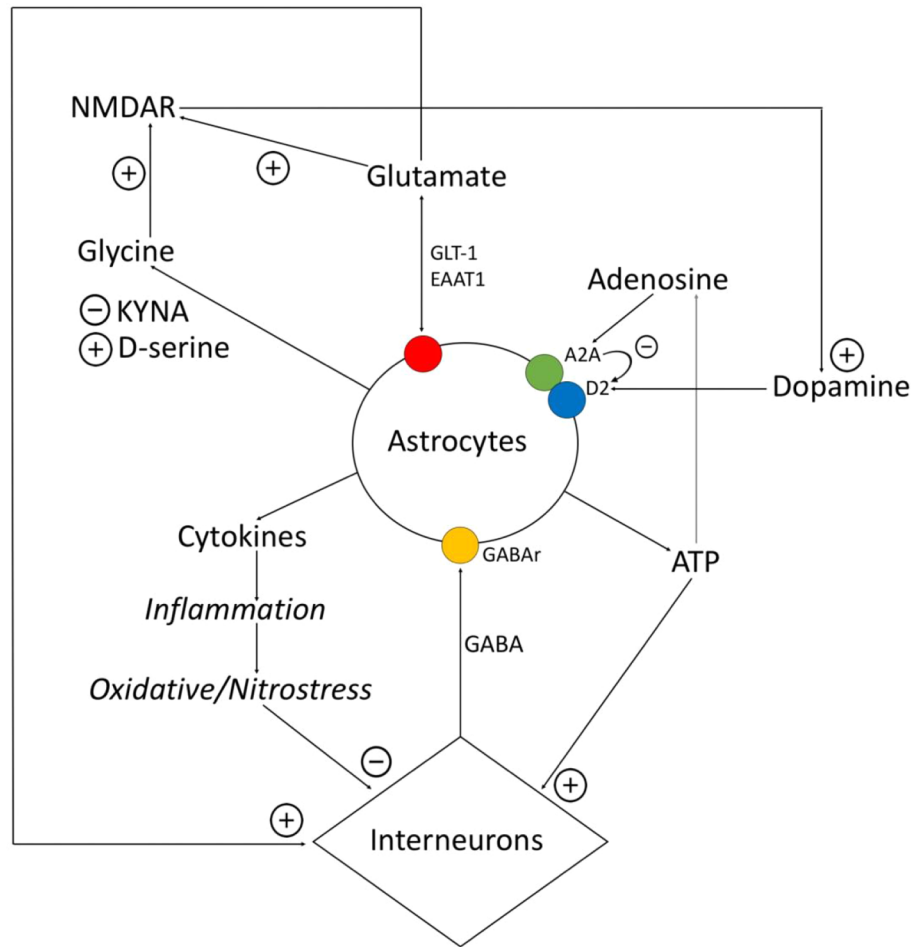 NMDAR
+
+
Glutamate
Glycine
GLT-1
EAAT1
Adenosine
− KYNA
+ D-serine
A2A
−
+
D2
Dopamine
Astrocytes
Cytokines
GABAr
ATP
Inflammation
GABA
Oxidative/Nitrostress
−
+
+
Interneurons